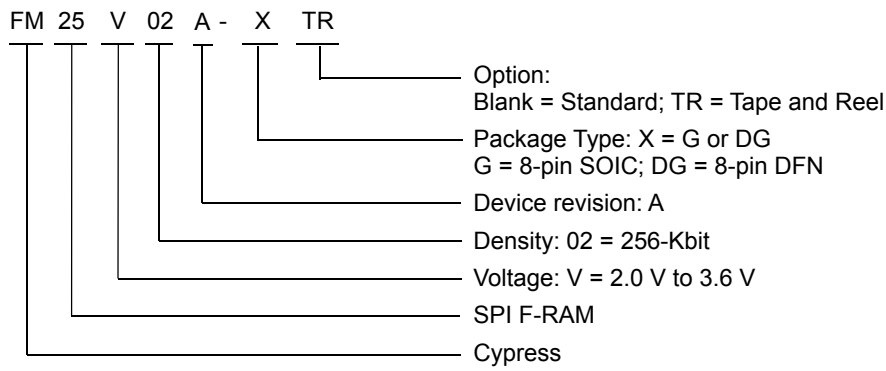 FM 25 V 02 A - X TR
Option:
Blank = Standard; TR = Tape and Reel
Package Type: X = G or DG
G = 8-pin SOIC; DG = 8-pin DFN
Device revision: A
Density: 02 = 256-Kbit
Voltage: V = 2.0 V to 3.6 V
SPI F-RAM
Cypress